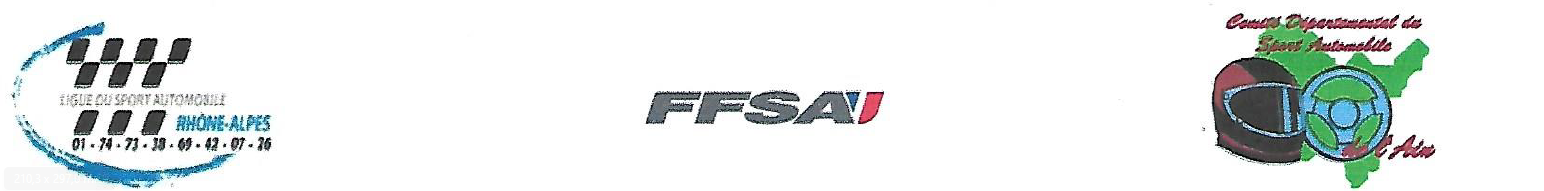 LIGUE DU SPORT AUTOMOBILE
RHÔNE-ALPES
01 - 74 - 73 - 38 - 69 - 42 - 07 - 26
FFSA
Comité Départemental du
Sport Automobile
de l'Ain